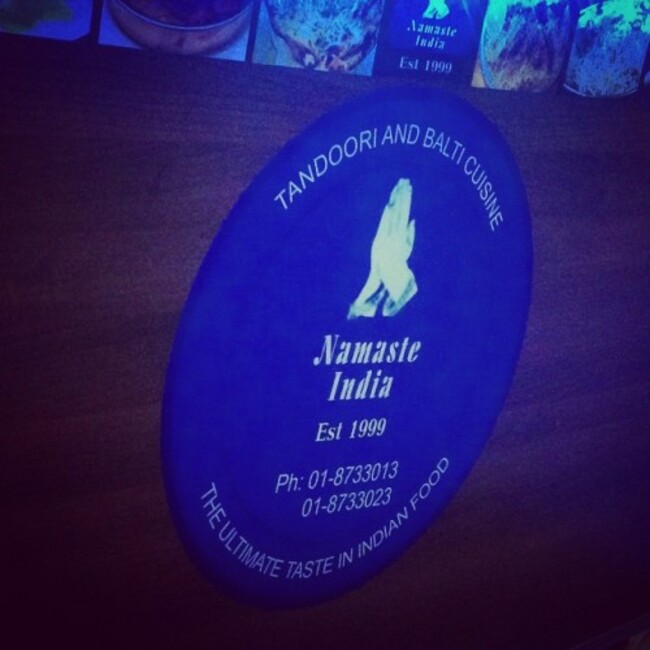 Namaste
India
Est 1999
TANDOORI AND BALTI CUISINE
Namaste
India
Est 1999
Ph: 01-8733013
01-8733023
THE ULTIMATE TASTE IN INDIAN FOOD